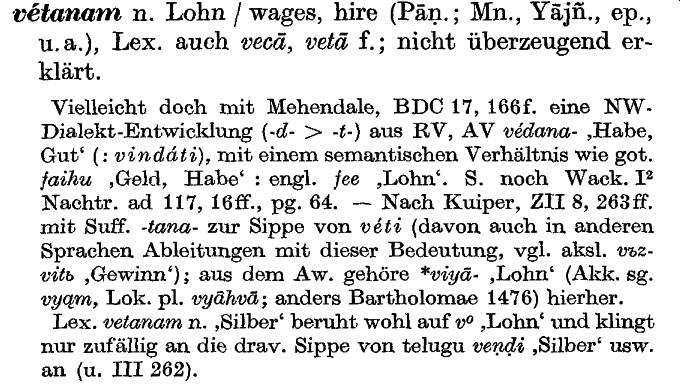 vétanam n. Lohn / wages, hire (Pāṇ.; Mn., Yājñ., ep.,
u. a.), Lex. auch vecā, vetā f.; nicht überzeugend er-
klärt.
Vielleicht doch mit Mehendale, BDC 17, 166f. eine NW-
Dialekt-Entwicklung (-d- > -t-) aus RV, AV védana- ‚Habe,
Gut‘ (: vindáti), mit einem semantischen Verhältnis wie got.
faihu ‚Geld, Habe‘ : engl. fee ‚Lohn‘. S. noch Wack. I²
Nachtr. ad 117, 16ff., pg. 64. — Nach Kuiper, ZII 8, 263ff.
mit Suff. -tana- zur Sippe von véti (davon auch in anderen
Sprachen Ableitungen mit dieser Bedeutung, vgl. aksl. vъz-
vitь ‚Gewinn‘); aus dem Aw. gehöre *viyā- ‚Lohn‘ (Akk. sg.
vyąm, Lok. pl. vyāhvā; anders Bartholomae 1476) hierher.
Lex. vetanam n. ‚Silber‘ beruht wohl auf v⁰ ‚Lohn‘ und klingt
nur zufällig an die drav. Sippe von telugu veṇḍi ‚Silber‘ usw.
an (u. III 262).